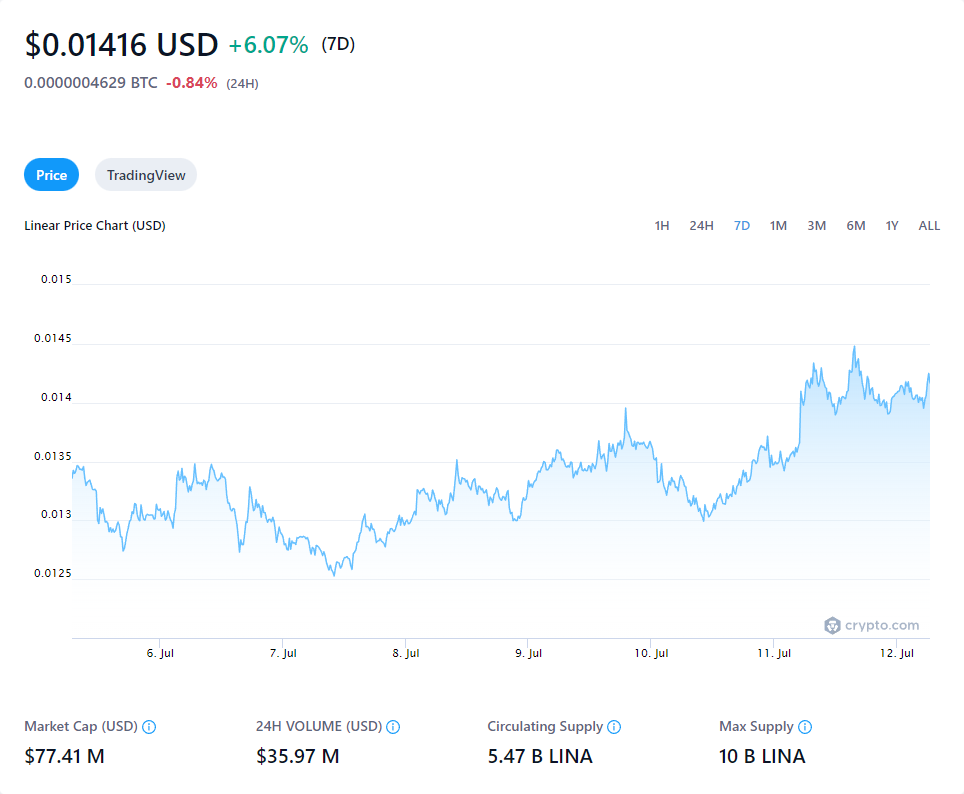 $0.01416 USD +6.07% (7D)
0.0000004629 BTC -0.84% (24H)
Price TradingView
Linear Price Chart (USD) 1H 24H 7D 1M 3M 6M 1Y ALL
0.015
0.0145
0.014
0.0135
0.013
0.0125
crypto.com
6. Jul 7. Jul 8. Jul 9. Jul 10. Jul 11. Jul 12. Jul
Market Cap (USD) 24H VOLUME (USD) Circulating Supply Max Supply
$77.41 M $35.97 M 5.47 B LINA 10 B LINA